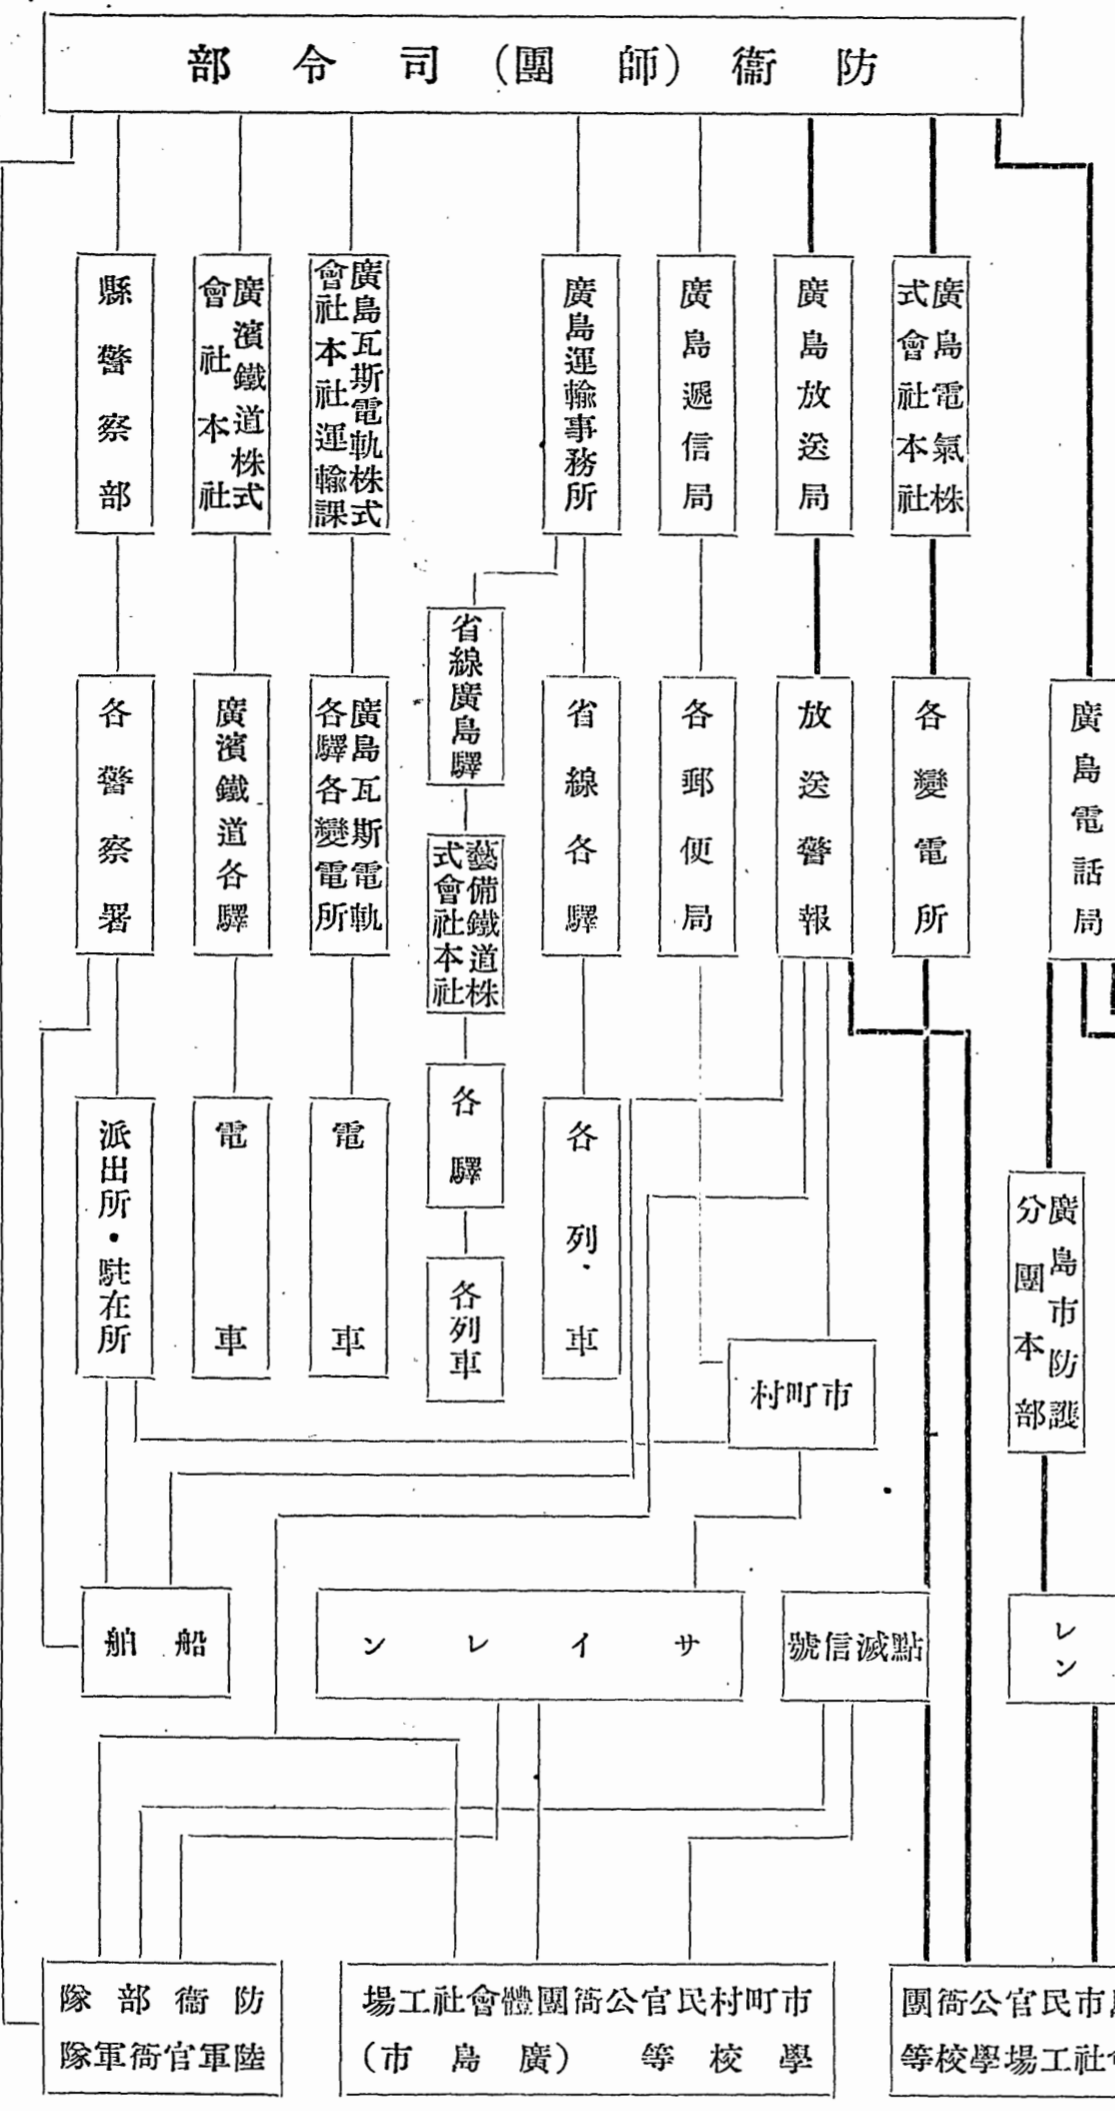 防衞(師團)司令部
廣島電氣株
式會社本社
廣島放送局
廣島遞信局
廣島運輸事務所
廣島瓦斯電軌株式
會社本社運輸課
廣濱鐵道株式
會社本社
縣警察部
廣島電話局
各變電所
放送警報
各郵便局
省線各驛
省線廣島驛
藝備鐵道株
式會社本社
各驛
各列車
廣島瓦斯電軌
各驛各變電所
廣濱鐵道各驛
各警察署
廣島市防護
分團本部
各列車
電車
電車
派出所・駐在所
市町村
レン
點滅信號
サイレン
船舶
市民官公衙團
社工場學校等
市町村民官公衙團體會社工場
學校等(廣島市)
防衞部隊
陸軍官衙軍隊